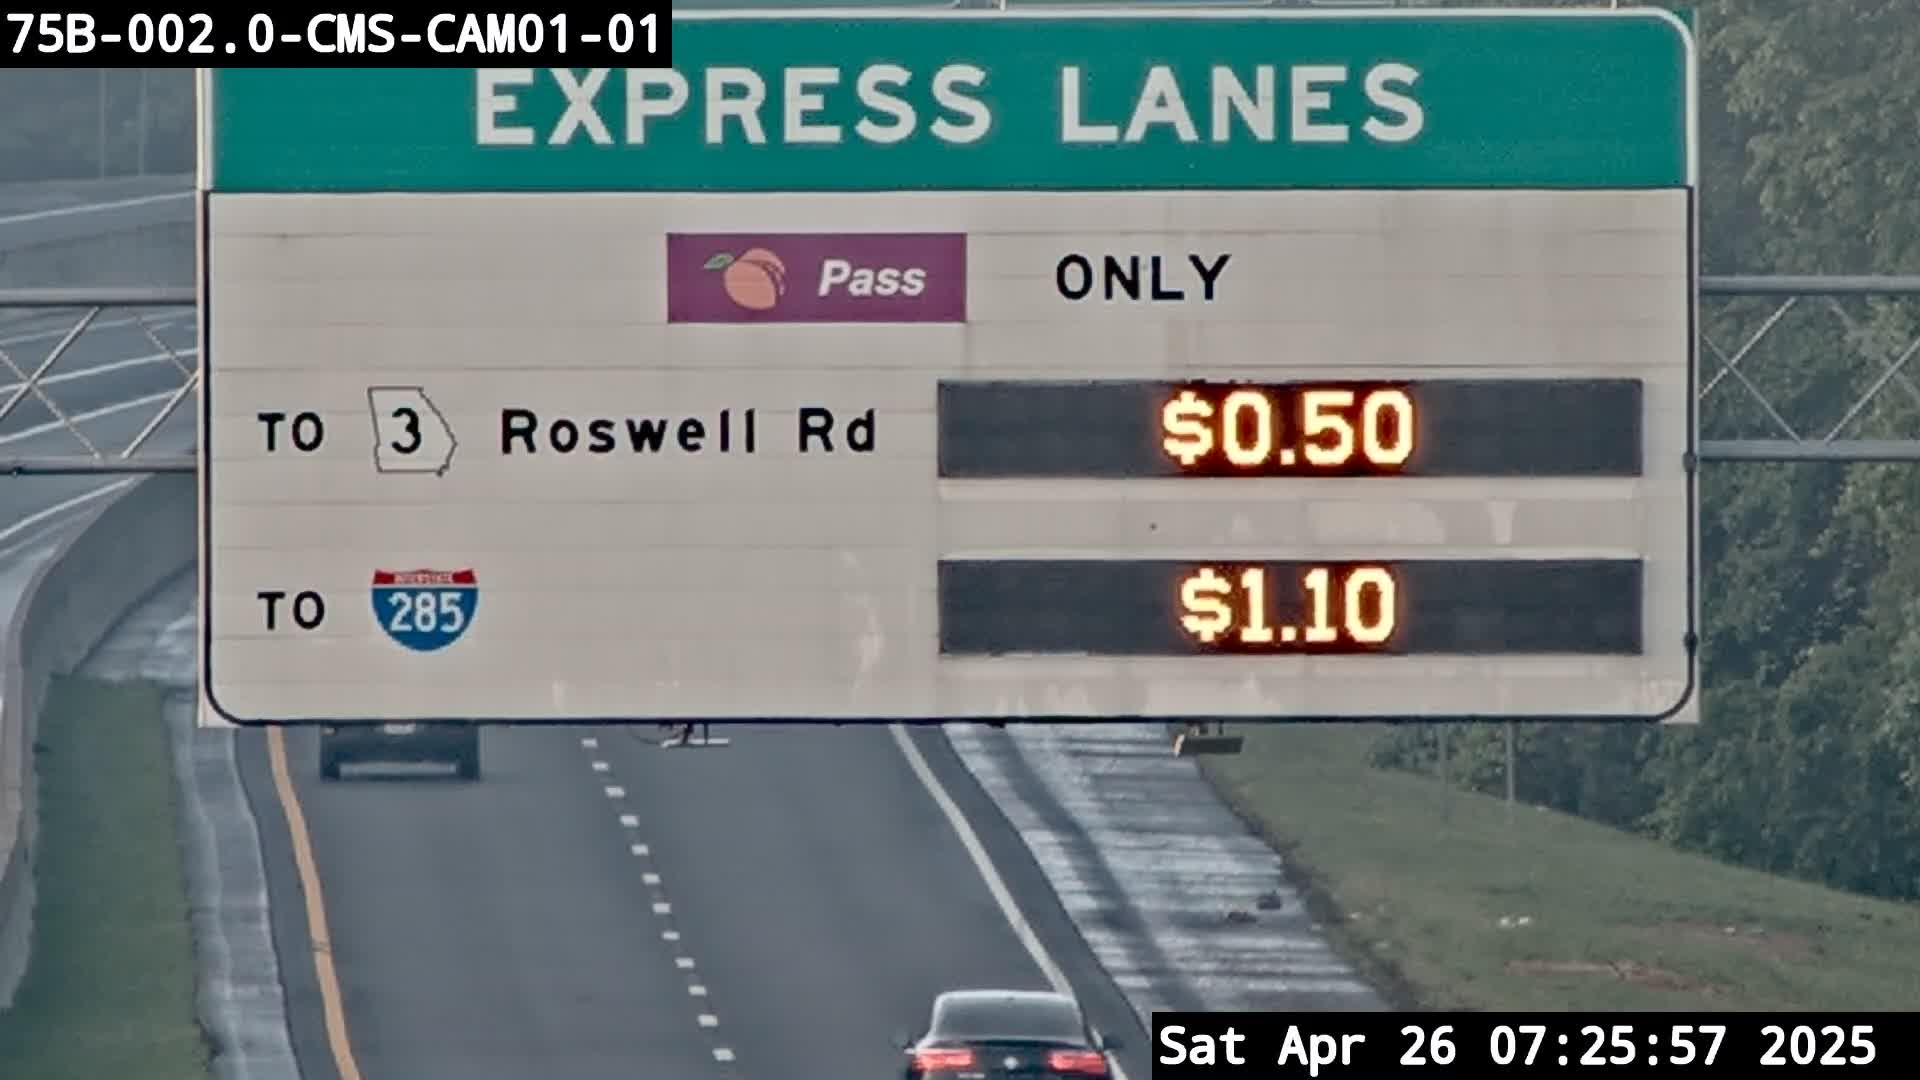 75B-002.0-CMS-CAM01-01
EXPRESS LANES
Pass ONLY
TO 3 Roswell Rd $0.50
TO 285 $1.10
Sat Apr 26 07:25:57 2025